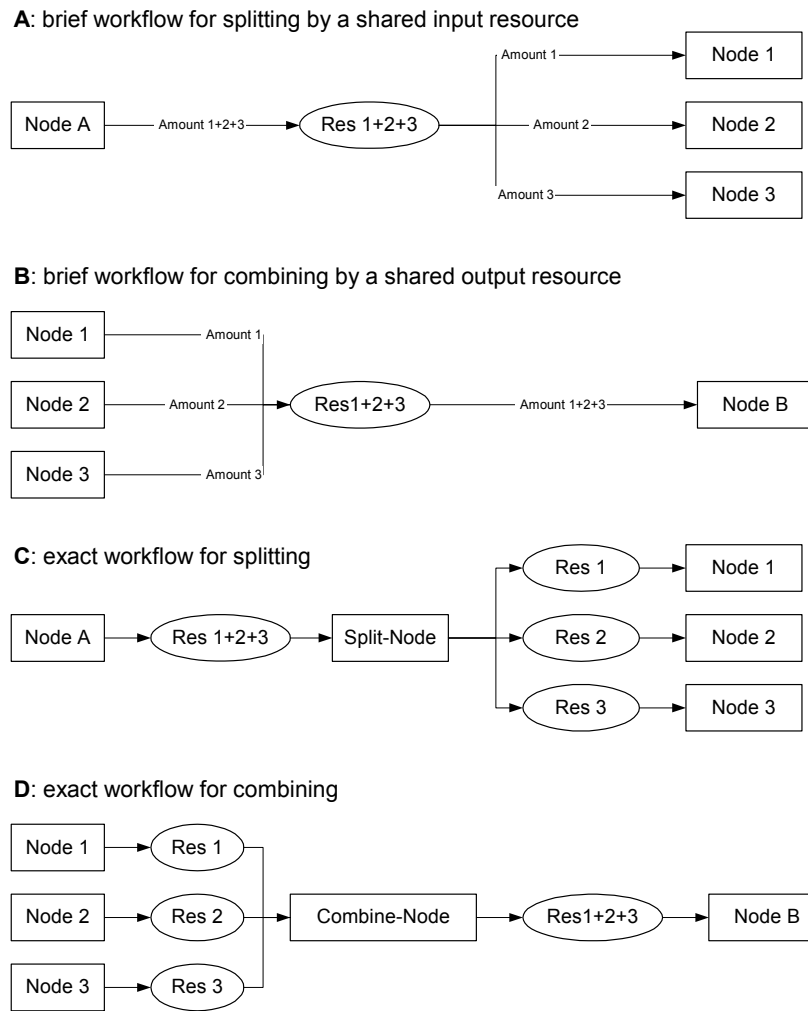 A: brief workflow for splitting by a shared input resource
Amount 1
Node 1
Node A
Amount 1+2+3
Res 1+2+3
Amount 2
Node 2
Amount 3
Node 3
B: brief workflow for combining by a shared output resource
Node 1
Amount 1
Node 2
Amount 2
Res1+2+3
Amount 1+2+3
Node B
Node 3
Amount 3
C: exact workflow for splitting
Res 1
Node 1
Node A
Res 1+2+3
Split-Node
Res 2
Node 2
Res 3
Node 3
D: exact workflow for combining
Node 1
Res 1
Node 2
Res 2
Combine-Node
Res1+2+3
Node B
Node 3
Res 3